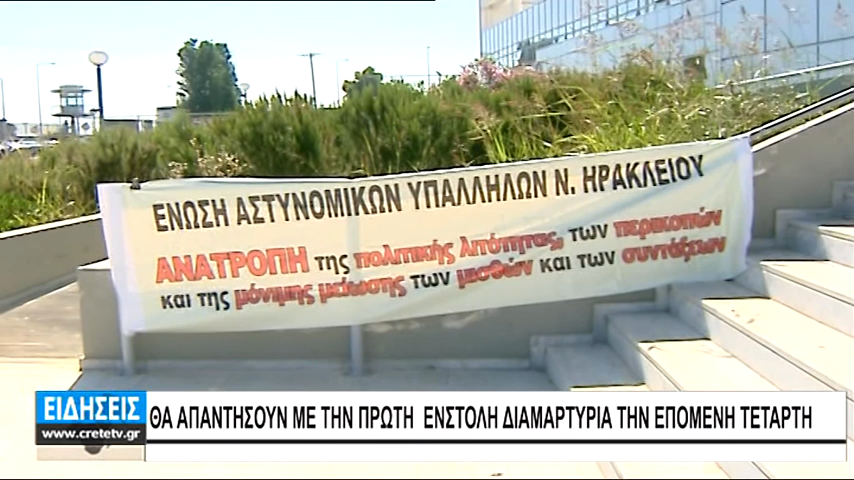 ΕΝΩΣΗ ΑΣΤΥΝΟΜΙΚΩΝ ΥΠΑΛΛΗΛΩΝ Ν. ΗΡΑΚΛΕΙΟΥ
ΑΝΑΤΡΟΠΗ της πολιτικής λιτότητας, των περικοπών
και της μόνιμης μείωσης των μισθών και των συντάξεων
ΕΙΔΗΣΕΙΣ
www.cretetv.gr
ΘΑ ΑΠΑΝΤΗΣΟΥΝ ΜΕ ΤΗΝ ΠΡΩΤΗ ΕΝΣΤΟΛΗ ΔΙΑΜΑΡΤΥΡΙΑ ΤΗΝ ΕΠΟΜΕΝΗ ΤΕΤΑΡΤΗ